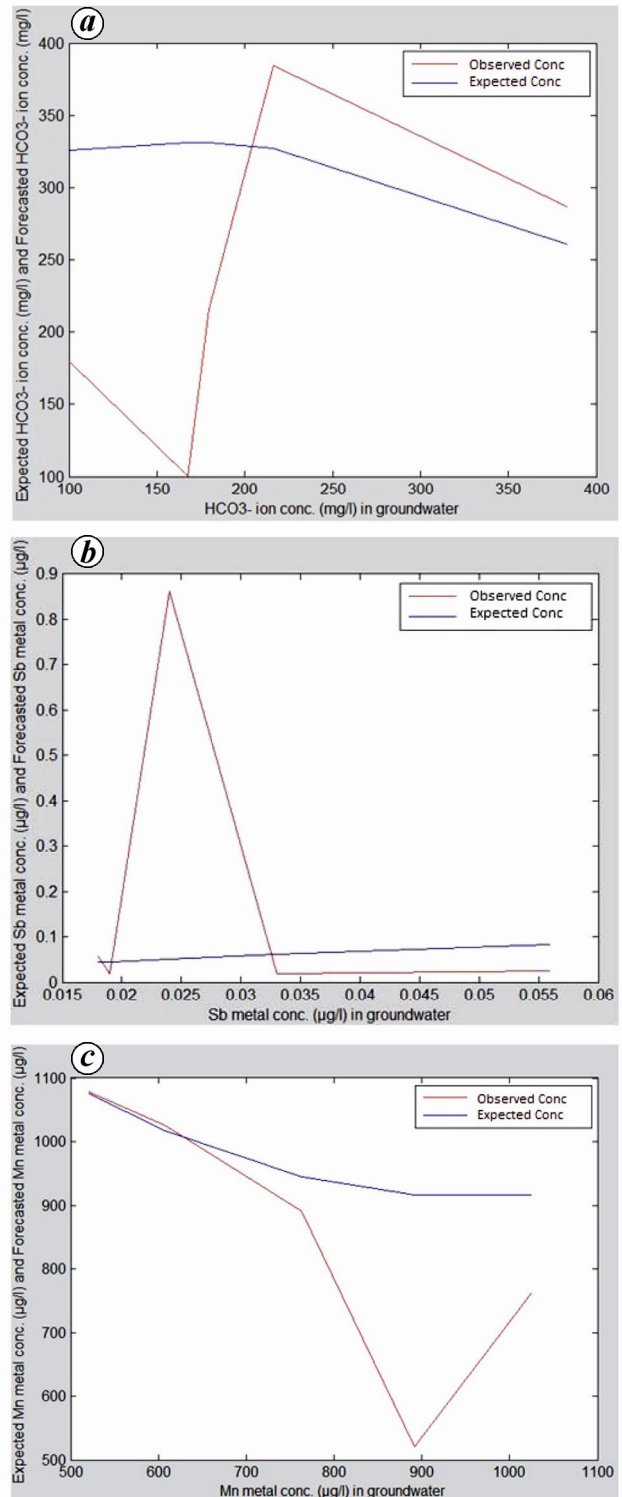 a
Expected HCO3- ion conc. (mg/l) and Forecasted HCO3- ion conc. (mg/l)
400
350
300
250
200
150
100
Observed Conc
Expected Conc
100 150 200 250 300 350 400
HCO3- ion conc. (mg/l) in groundwater
b
Expected Sb metal conc. (µg/l) and Forecasted Sb metal conc. (µg/l)
0.9
0.8
0.7
0.6
0.5
0.4
0.3
0.2
0.1
0
Observed Conc
Expected Conc
0.015 0.02 0.025 0.03 0.035 0.04 0.045 0.05 0.055 0.06
Sb metal conc. (µg/l) in groundwater
c
Expected Mn metal conc. (µg/l) and Forecasted Mn metal conc. (µg/l)
1100
1000
900
800
700
600
500
Observed Conc
Expected Conc
500 600 700 800 900 1000 1100
Mn metal conc. (µg/l) in groundwater